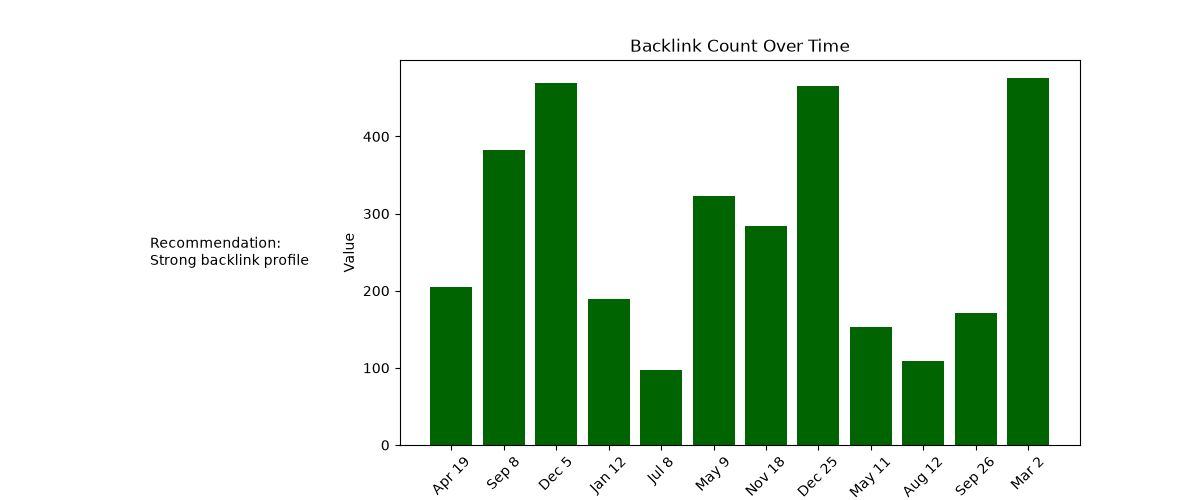 Backlink Count Over Time
Recommendation:
Strong backlink profile
Value
400
300
200
100
0
Apr 19
Sep 8
Dec 5
Jan 12
Jul 8
May 9
Nov 18
Dec 25
May 11
Aug 12
Sep 26
Mar 2